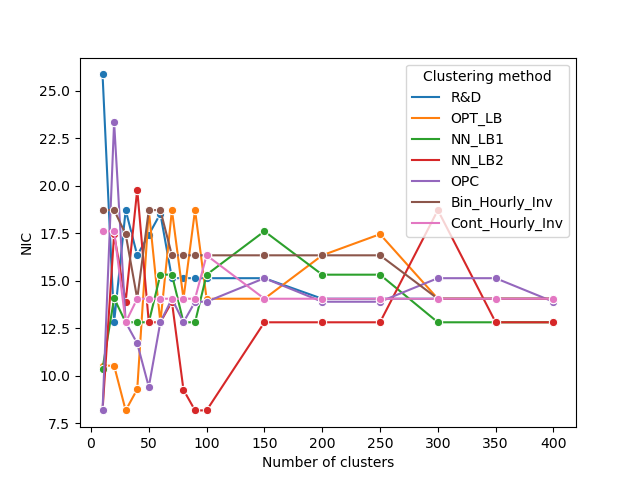 Clustering method
R&D
OPT_LB
NN_LB1
NN_LB2
OPC
Bin_Hourly_Inv
Cont_Hourly_Inv
NIC
25.0
22.5
20.0
17.5
15.0
12.5
10.0
7.5
0 50 100 150 200 250 300 350 400
Number of clusters